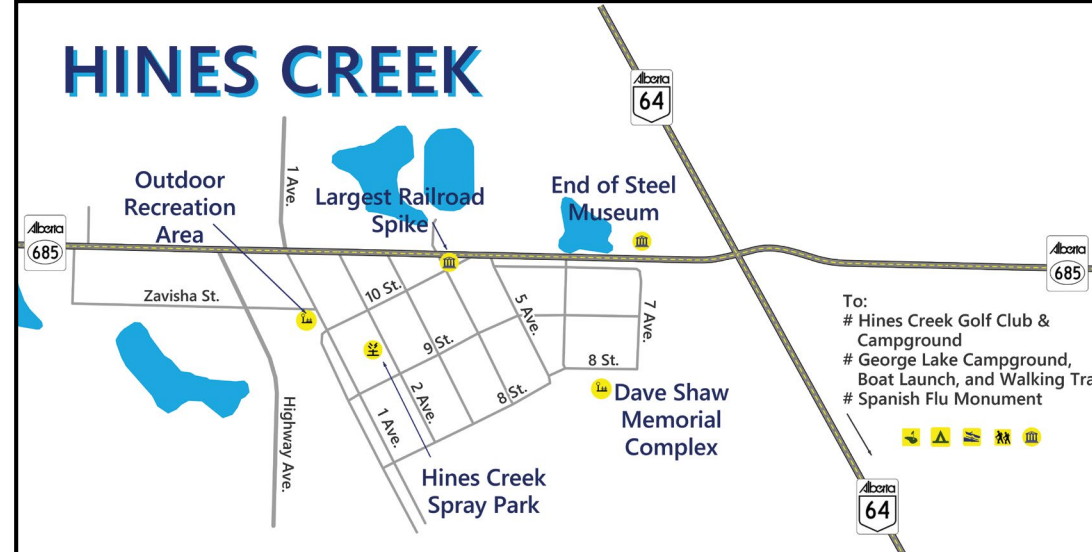 HINES CREEK
Alberta
64
1 Ave.
Outdoor
Recreation
Area
Largest Railroad
Spike
End of Steel
Museum
Alberta
685
Alberta
685
Zavisha St.
10 St.
5 Ave.
7 Ave.
9 St.
8 St.
8 St.
2 Ave.
1 Ave.
Highway Ave.
Dave Shaw
Memorial
Complex
Hines Creek
Spray Park
To:
# Hines Creek Golf Club &
Campground
# George Lake Campground,
Boat Launch, and Walking Tra
# Spanish Flu Monument
Alberta
64